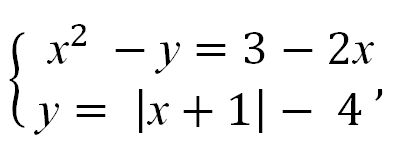 { x² − y = 3 − 2x
y = |x + 1| − 4 ,